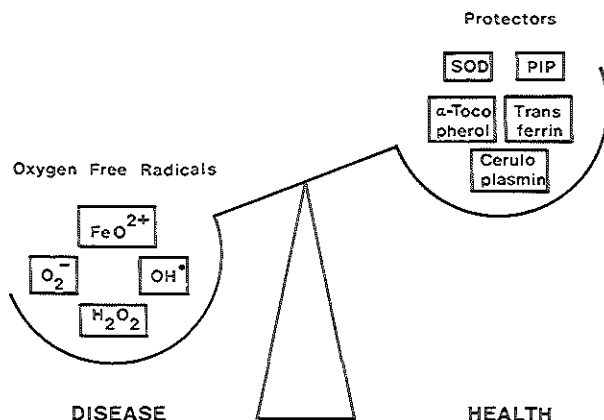 Protectors
SOD
PIP
α-Toco
pherol
Trans
ferrin
Cerulo
plasmin
Oxygen Free Radicals
FeO²⁺
O₂⁻
OH•
H₂O₂
DISEASE
HEALTH